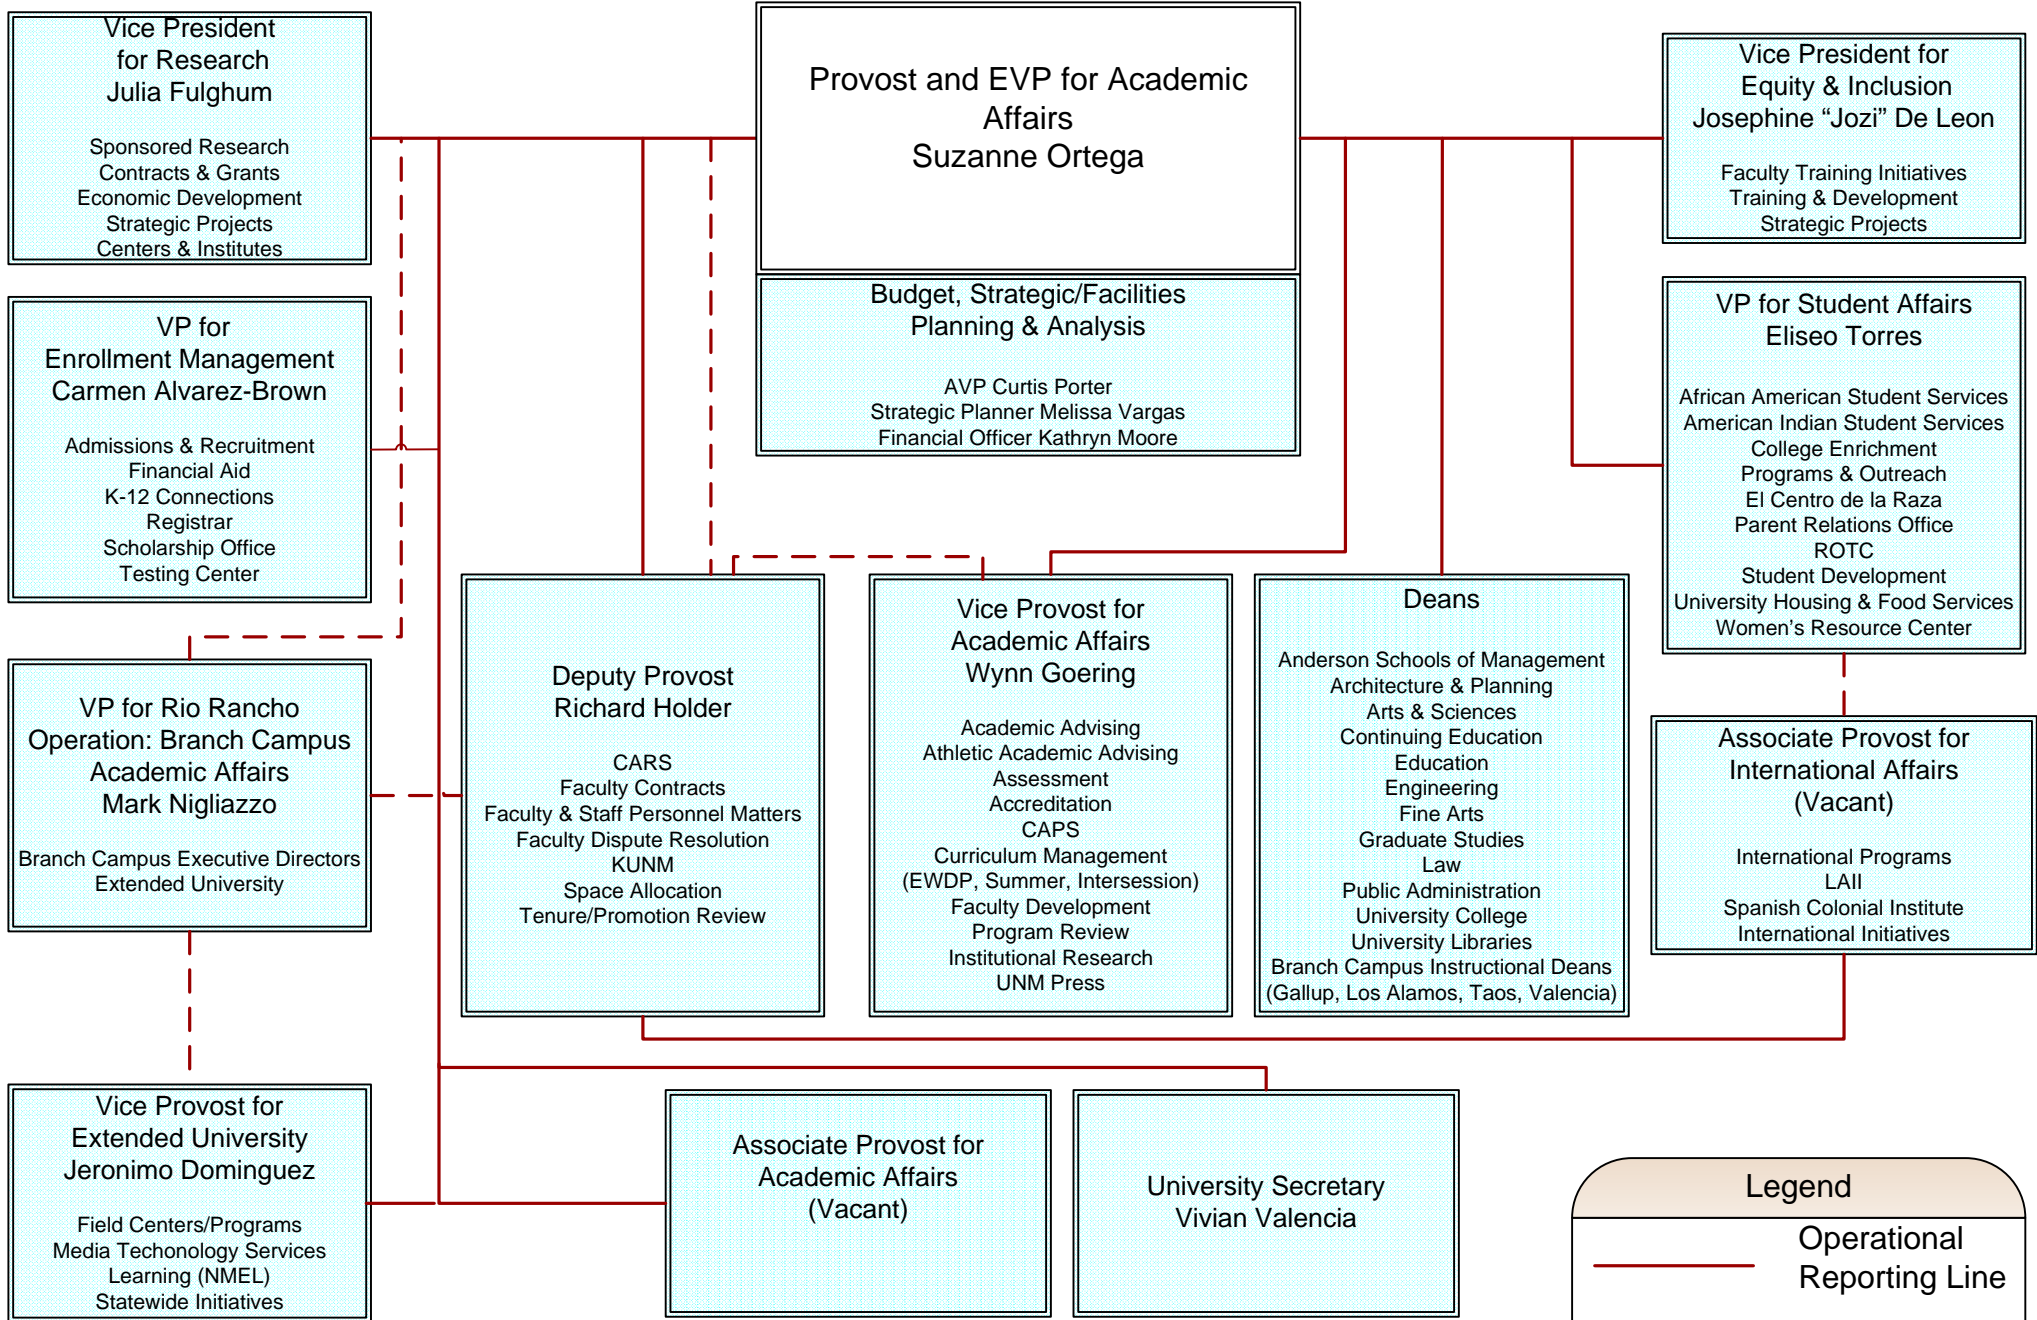 Vice President
for Research
Julia Fulghum
Sponsored Research
Contracts & Grants
Economic Development
Strategic Projects
Centers & Institutes
Provost and EVP for Academic
Affairs
Suzanne Ortega
Budget, Strategic/Facilities
Planning & Analysis
AVP Curtis Porter
Strategic Planner Melissa Vargas
Financial Officer Kathryn Moore
Vice President for
Equity & Inclusion
Josephine “Jozi” De Leon
Faculty Training Initiatives
Training & Development
Strategic Projects
VP for
Enrollment Management
Carmen Alvarez-Brown
Admissions & Recruitment
Financial Aid
K-12 Connections
Registrar
Scholarship Office
Testing Center
VP for Student Affairs
Eliseo Torres
African American Student Services
American Indian Student Services
College Enrichment
Programs & Outreach
El Centro de la Raza
Parent Relations Office
ROTC
Student Development
University Housing & Food Services
Women’s Resource Center
VP for Rio Rancho
Operation: Branch Campus
Academic Affairs
Mark Nigliazzo
Branch Campus Executive Directors
Extended University
Deputy Provost
Richard Holder
CARS
Faculty Contracts
Faculty & Staff Personnel Matters
Faculty Dispute Resolution
KUNM
Space Allocation
Tenure/Promotion Review
Vice Provost for
Academic Affairs
Wynn Goering
Academic Advising
Athletic Academic Advising
Assessment
Accreditation
CAPS
Curriculum Management
(EWDP, Summer, Intersession)
Faculty Development
Program Review
Institutional Research
UNM Press
Deans
Anderson Schools of Management
Architecture & Planning
Arts & Sciences
Continuing Education
Education
Engineering
Fine Arts
Graduate Studies
Law
Public Administration
University College
University Libraries
Branch Campus Instructional Deans
(Gallup, Los Alamos, Taos, Valencia)
Associate Provost for
International Affairs
(Vacant)
International Programs
LAII
Spanish Colonial Institute
International Initiatives
Vice Provost for
Extended University
Jeronimo Dominguez
Field Centers/Programs
Media Techonology Services
Learning (NMEL)
Statewide Initiatives
Associate Provost for
Academic Affairs
(Vacant)
University Secretary
Vivian Valencia
Legend
Operational
Reporting Line